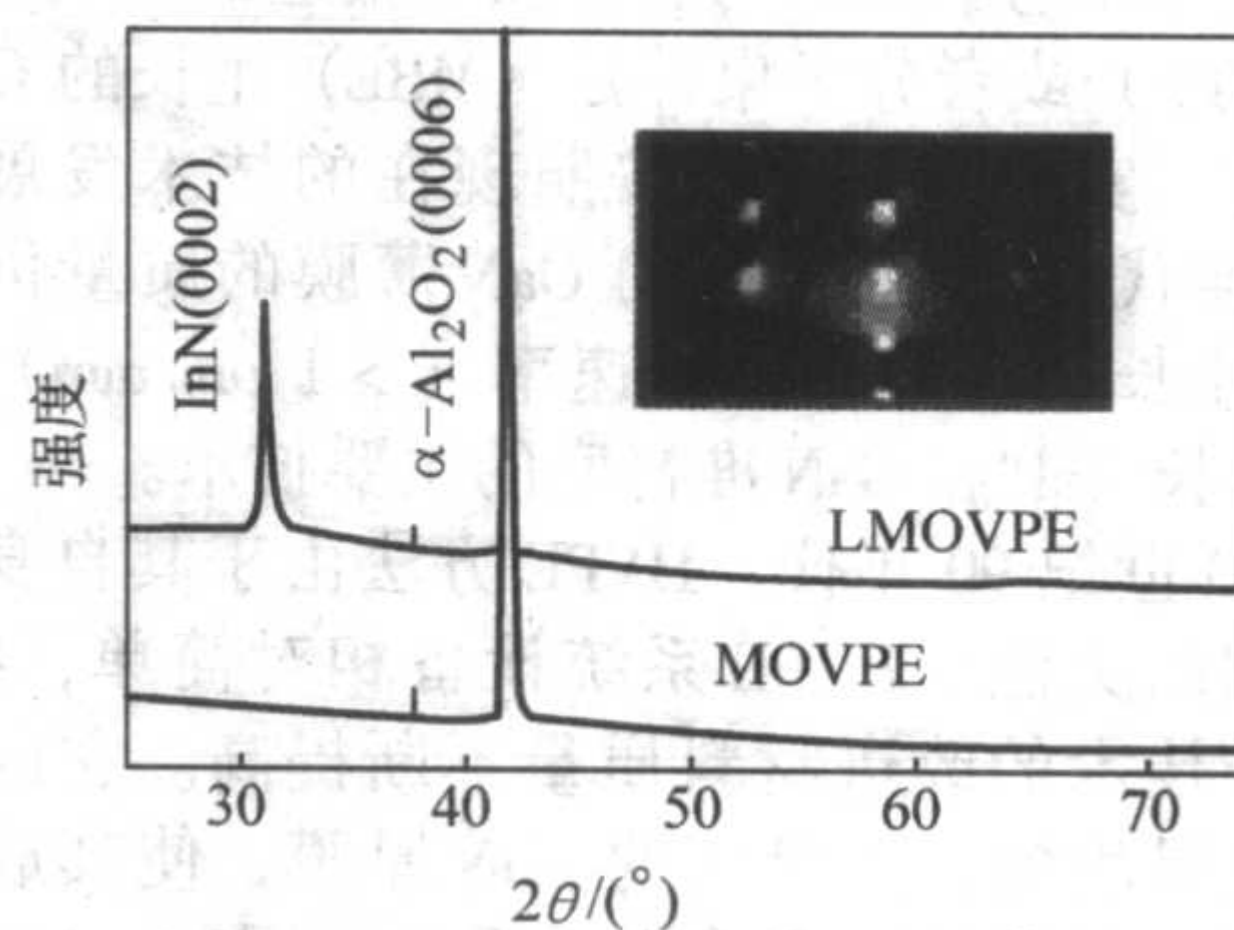 强度
InN(0002)
α-Al₂O₂(0006)
LMOVPE
MOVPE
30 40 50 60 70
2θ/(°)